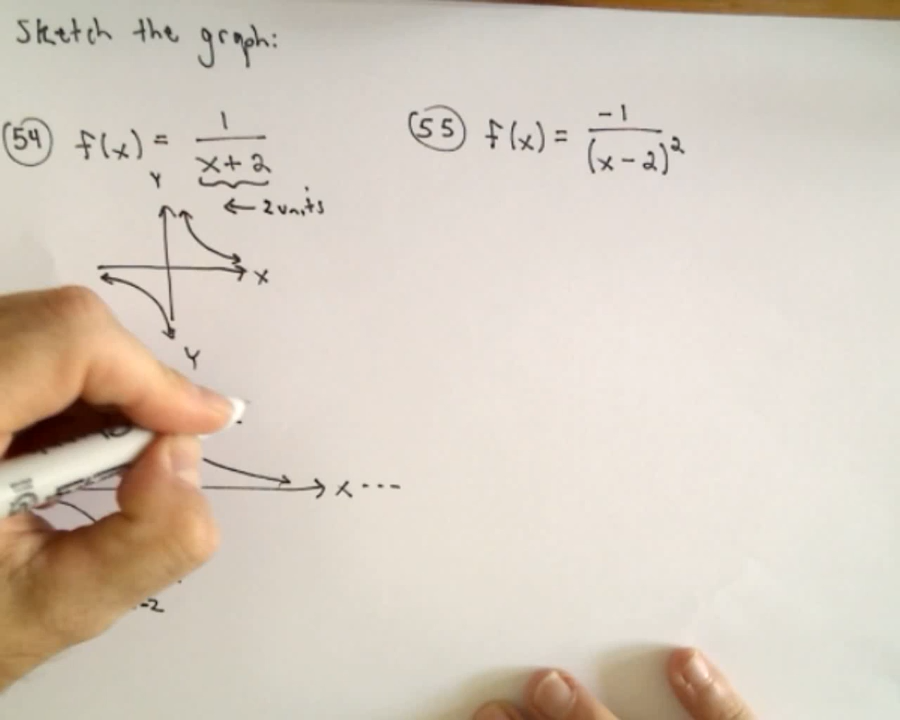 Sketch the graph:
54 f(x) = 1 / x + 2
← 2 units
Y
X
Y
X ---
-2
55 f(x) = -1 / (x - 2)²